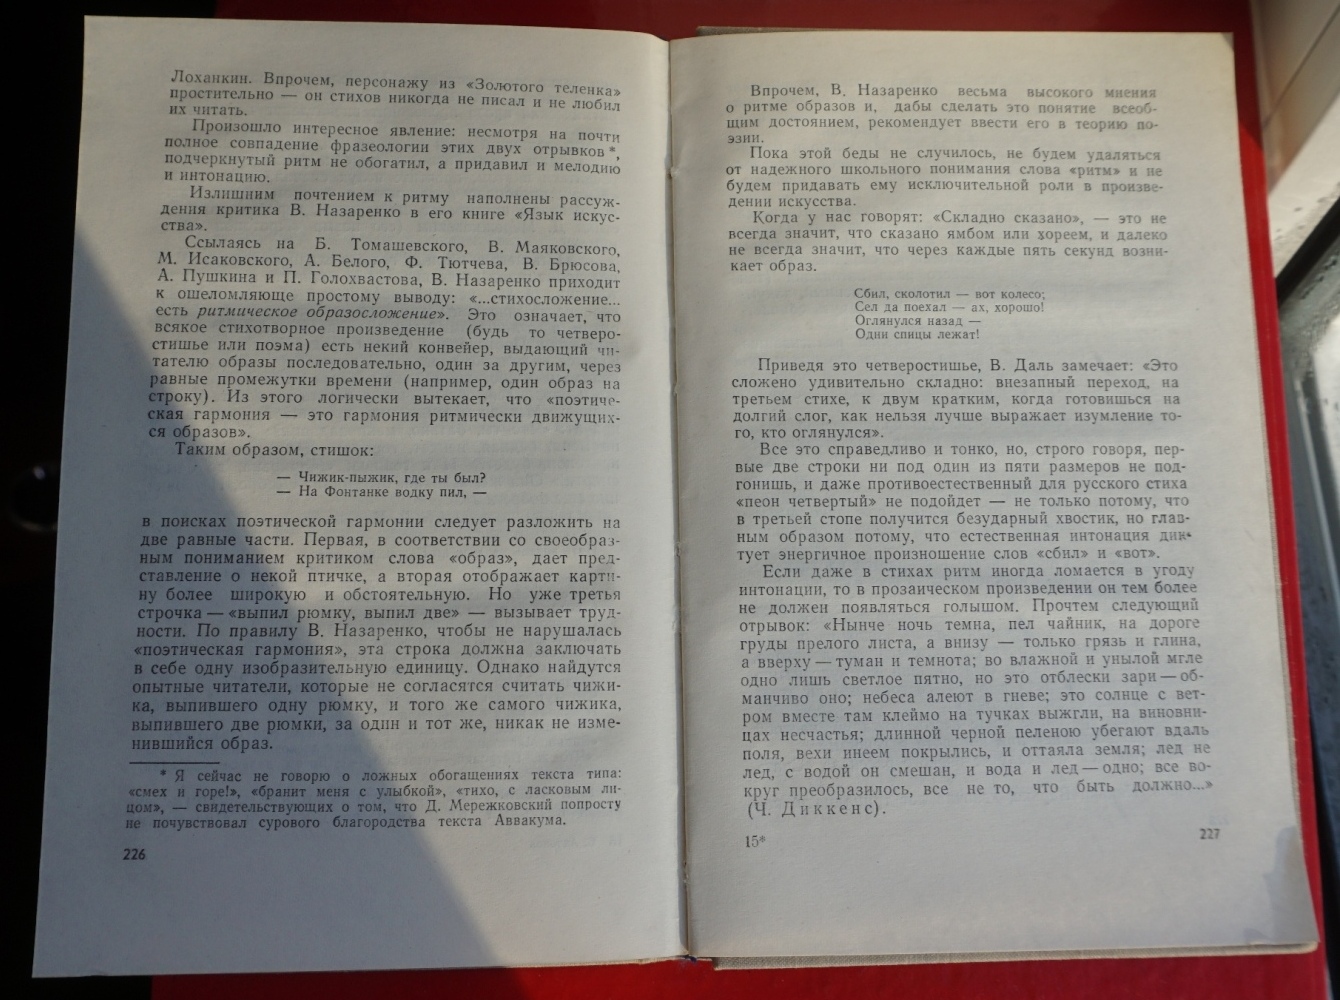 Лоханкин. Впрочем, персонажу из «Золотого теленка»
простительно — он стихов никогда не писал и не любил
их читать.
Произошло интересное явление: несмотря на почти
полное совпадение фразеологии этих двух отрывков*,
подчеркнутый ритм не обогатил, а придавил и мелодию
и интонацию.
Излишним почтением к ритму наполнены рассуж-
дения критика В. Назаренко в его книге «Язык искус-
ства».
Ссылаясь на Б. Томашевского, В. Маяковского,
М. Исаковского, А. Белого, Ф. Тютчева, В. Брюсова,
А. Пушкина и П. Голохвастова, В. Назаренко приходит
к ошеломляюще простому выводу: «...стихосложение...
есть ритмическое образосложение». Это означает, что
всякое стихотворное произведение (будь то четверо-
стишье или поэма) есть некий конвейер, выдающий чи-
тателю образы последовательно, один за другим, через
равные промежутки времени (например, один образ на
строку). Из этого логически вытекает, что «поэтиче-
ская гармония — это гармония ритмически движущих-
ся образов».
Таким образом, стишок:
— Чижик-пыжик, где ты был?
— На Фонтанке водку пил, —
в поисках поэтической гармонии следует разложить на
две равные части. Первая, в соответствии со своеобраз-
ным пониманием критиком слова «образ», дает пред-
ставление о некой птичке, а вторая отображает карти-
ну более широкую и обстоятельную. Но уже третья
строчка — «выпил рюмку, выпил две» — вызывает труд-
ности. По правилу В. Назаренко, чтобы не нарушалась
«поэтическая гармония», эта строка должна заключать
в себе одну изобразительную единицу. Однако найдутся
опытные читатели, которые не согласятся считать чижи-
ка, выпившего одну рюмку, и того же самого чижика,
выпившего две рюмки, за один и тот же, никак не изме-
нившийся образ.
* Я сейчас не говорю о ложных обогащениях текста типа:
«смех и горе!», «бранит меня с улыбкой», «тихо, с ласковым ли-
цом», — свидетельствующих о том, что Д. Мережковский попросту
не почувствовал сурового благородства текста Аввакума.
226
Впрочем, В. Назаренко весьма высокого мнения
о ритме образов и, дабы сделать это понятие всеоб-
щим достоянием, рекомендует ввести его в теорию по-
эзии.
Пока этой беды не случилось, не будем удаляться
от надежного школьного понимания слова «ритм» и не
будем придавать ему исключительной роли в произве-
дении искусства.
Когда у нас говорят: «Складно сказано», — это не
всегда значит, что сказано ямбом или хореем, и далеко
не всегда значит, что через каждые пять секунд возни-
кает образ.
Сбил, сколотил — вот колесо;
Сел да поехал — ах, хорошо!
Оглянулся назад —
Одни спицы лежат!
Приведя это четверостишье, В. Даль замечает: «Это
сложено удивительно складно: внезапный переход, на
третьем стихе, к двум кратким, когда готовишься на
долгий слог, как нельзя лучше выражает изумление то-
го, кто оглянулся».
Все это справедливо и тонко, но, строго говоря, пер-
вые две строки ни под один из пяти размеров не под-
гонишь, и даже противоестественный для русского стиха
«пеон четвертый» не подойдет — не только потому, что
в третьей стопе получится безударный хвостик, но глав-
ным образом потому, что естественная интонация дик-
тует энергичное произношение слов «сбил» и «вот».
Если даже в стихах ритм иногда ломается в угоду
интонации, то в прозаическом произведении он тем более
не должен появляться голышом. Прочтем следующий
отрывок: «Нынче ночь темна, пел чайник, на дороге
груды прелого листа, а внизу — только грязь и глина,
а вверху — туман и темнота; во влажной и унылой мгле
одно лишь светлое пятно, но это отблески зари — об-
манчиво оно; небеса алеют в гневе; это солнце с вет-
ром вместе там клеймо на тучках выжгли, на виновни-
цах несчастья; длинной черной пеленою убегают вдаль
поля, вехи инеем покрылись, и оттаяла земля; лед не
лед, с водой он смешан, и вода и лед — одно; все во-
круг преобразилось, все не то, что быть должно...»
(Ч. Диккенс).
15*
227